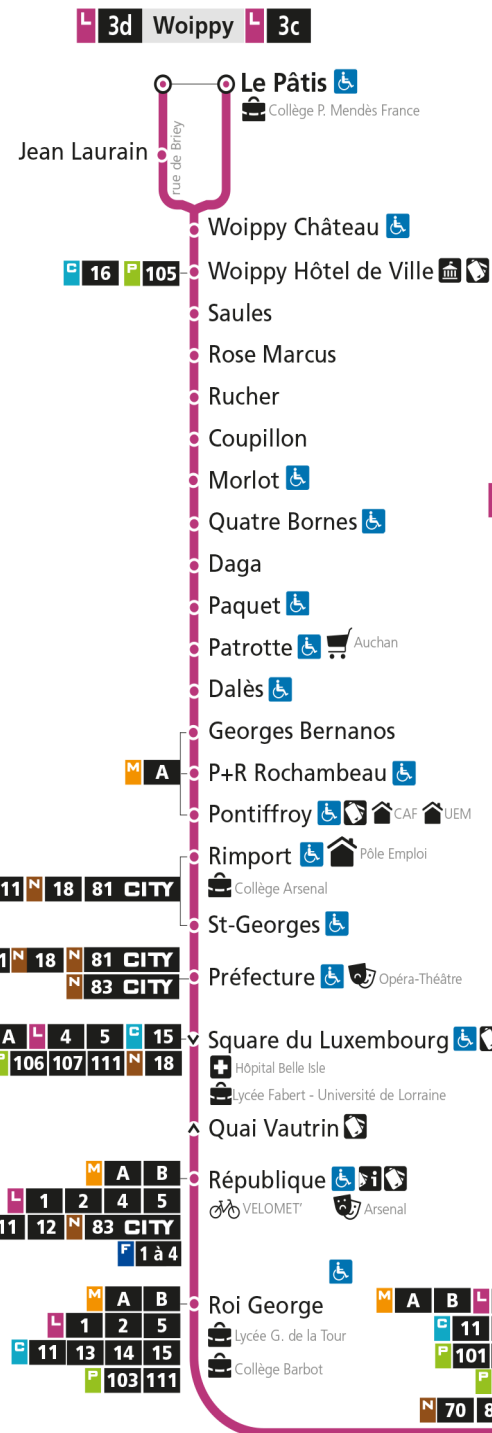 L 3d Woippy L 3c
Le Pâtis
Collège P. Mendès France
rue de Briey
Jean Laurain
Woippy Château
C 16 P 105 Woippy Hôtel de Ville
Saules
Rose Marcus
Rucher
Coupillon
Morlot
Quatre Bornes
Daga
Paquet
Patrotte Auchan
Dalès
Georges Bernanos
M A P+R Rochambeau
Pontiffroy CAF UEM
Rimport Pôle Emploi
11 N 18 81 CITY Collège Arsenal
St-Georges
1 N 18 N 81 CITY
Préfecture Opéra-Théâtre
N 83 CITY
A L 4 5 C 15 Square du Luxembourg
P 106 107 111 N 18 Hôpital Belle Isle
Lycée Fabert - Université de Lorraine
Quai Vautrin
M A B République i
L 1 2 4 5 VELOMET' Arsenal
11 12 N 83 CITY
F 1 à 4
M A B Roi George
L 1 2 5 Lycée G. de la Tour
C 11 13 14 15 Collège Barbot
P 103 111
M A B L
C 11
P 101
P
N 70 8